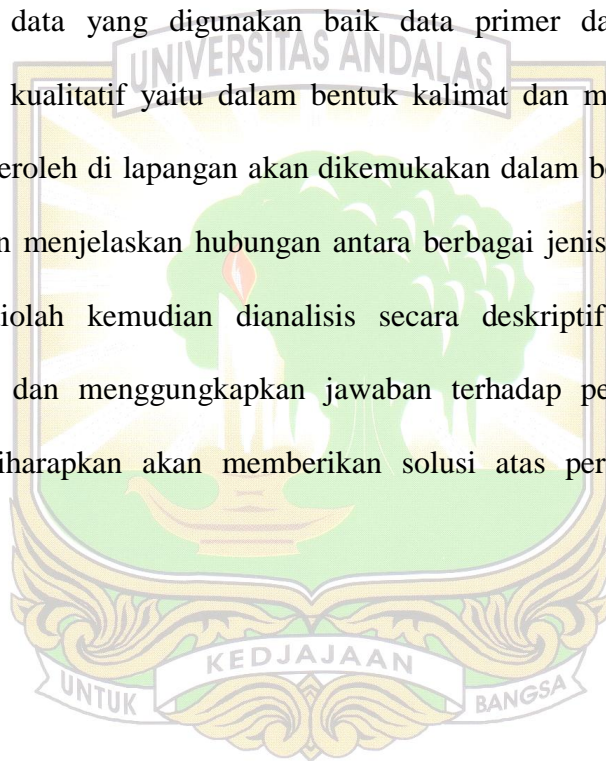 UNIVERSITAS ANDALAS
data yang digunakan baik data primer da
kualitatif yaitu dalam bentuk kalimat dan m
eroleh di lapangan akan dikemukakan dalam b
n menjelaskan hubungan antara berbagai jenis
iolah kemudian dianalisis secara deskriptif
dan menggungkapkan jawaban terhadap pe
iharapkan akan memberikan solusi atas per
UNTUK KEDJAJAAN BANGSA